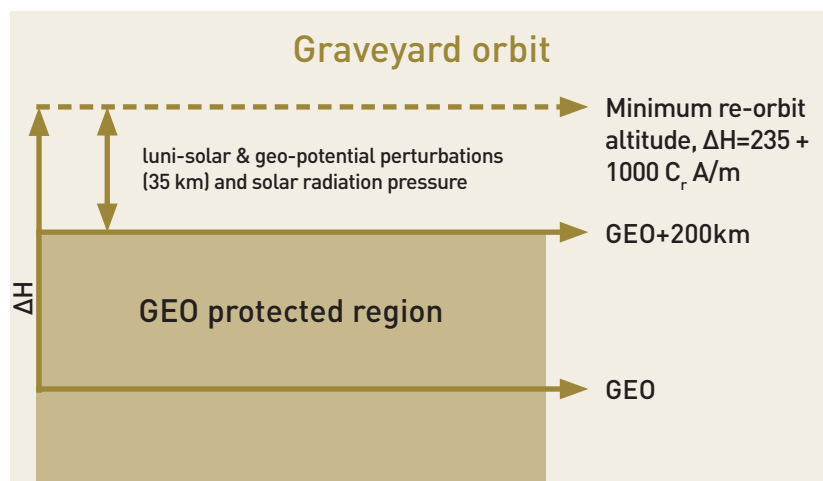 Graveyard orbit
Minimum re-orbit
altitude, ΔH=235 +
1000 Cr A/m
luni-solar & geo-potential perturbations
(35 km) and solar radiation pressure
GEO+200km
ΔH
GEO protected region
GEO